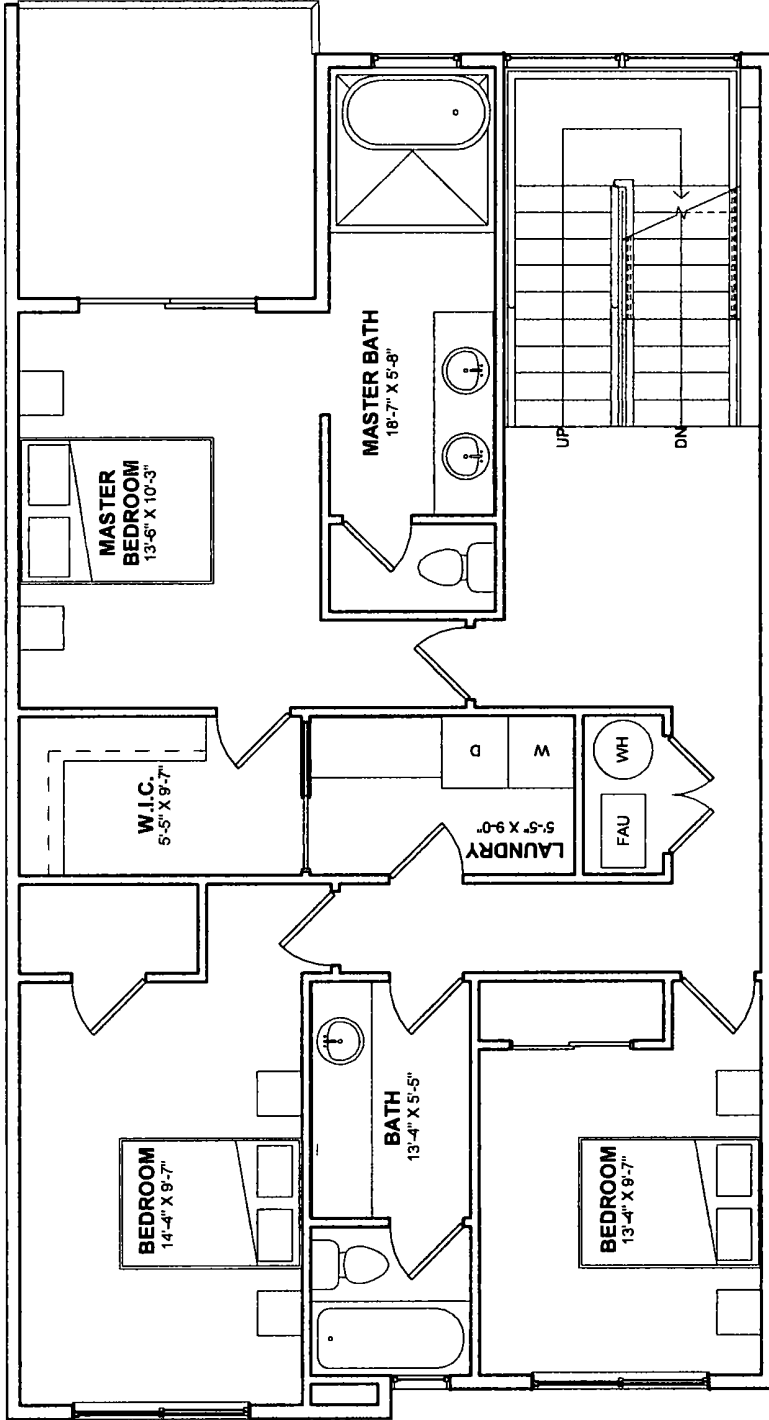 MASTER
BEDROOM
13'-6" X 10'-3"
MASTER BATH
18'-7" X 5'-8"
UP
DN
W.I.C.
5'-5" X 9'-7"
LAUNDRY
5'-5" X 9-0"
D
W
WH
FAU
BEDROOM
14'-4" X 9'-7"
BATH
13'-4" X 5'-5"
BEDROOM
13'-4" X 9'-7"